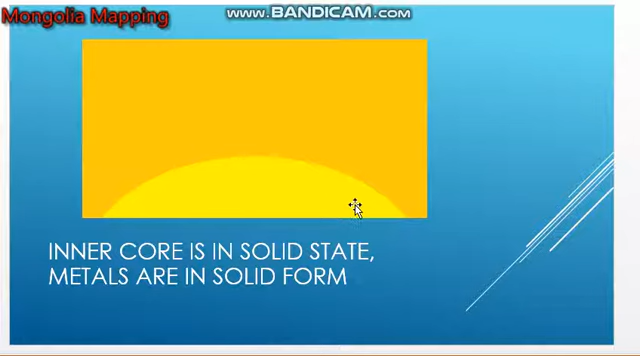 Mongolia Mapping
www.BANDICAM.com
INNER CORE IS IN SOLID STATE,
METALS ARE IN SOLID FORM